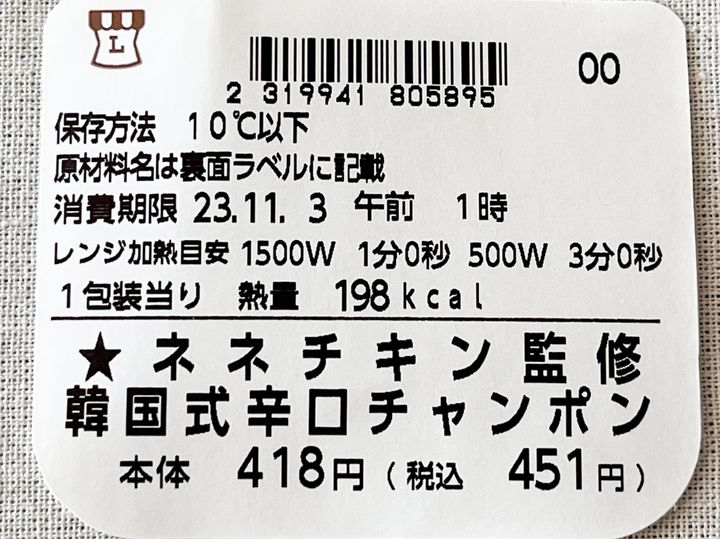 L
00
2 319941 805895
保存方法 10℃以下
原材料名は裏面ラベルに記載
消費期限 23.11. 3 午前 1時
レンジ加熱目安 1500W 1分0秒 500W 3分0秒
1包装当り 熱量 198kcal
★ネネチキン監修
韓国式辛口チャンポン
本体 418円(税込 451円)